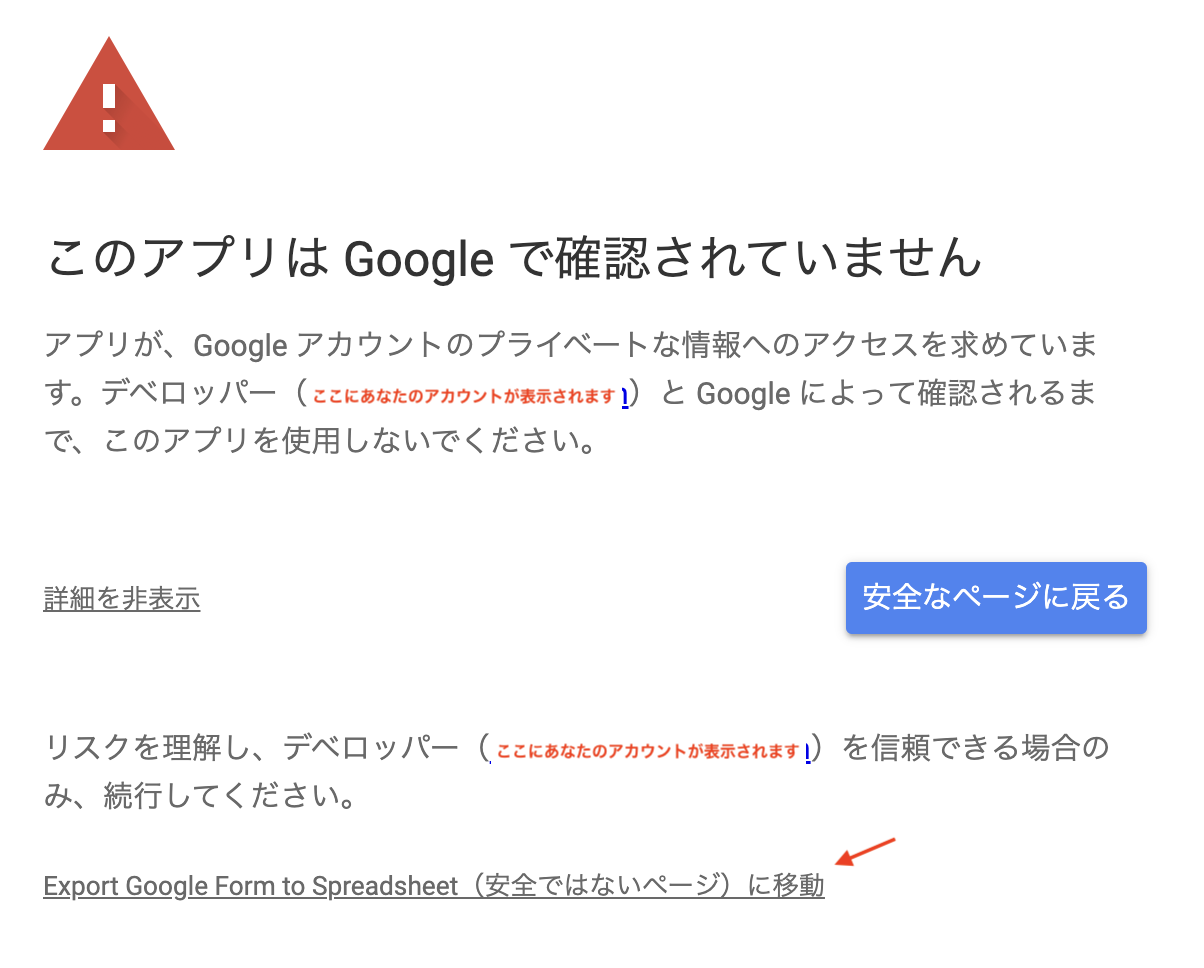 このアプリは Google で確認されていません
アプリが、Google アカウントのプライベートな情報へのアクセスを求めていま
す。デベロッパー（ここにあなたのアカウントが表示されます）と Google によって確認されるま
で、このアプリを使用しないでください。
詳細を非表示
安全なページに戻る
リスクを理解し、デベロッパー（ここにあなたのアカウントが表示されます）を信頼できる場合の
み、続行してください。
Export Google Form to Spreadsheet（安全ではないページ）に移動